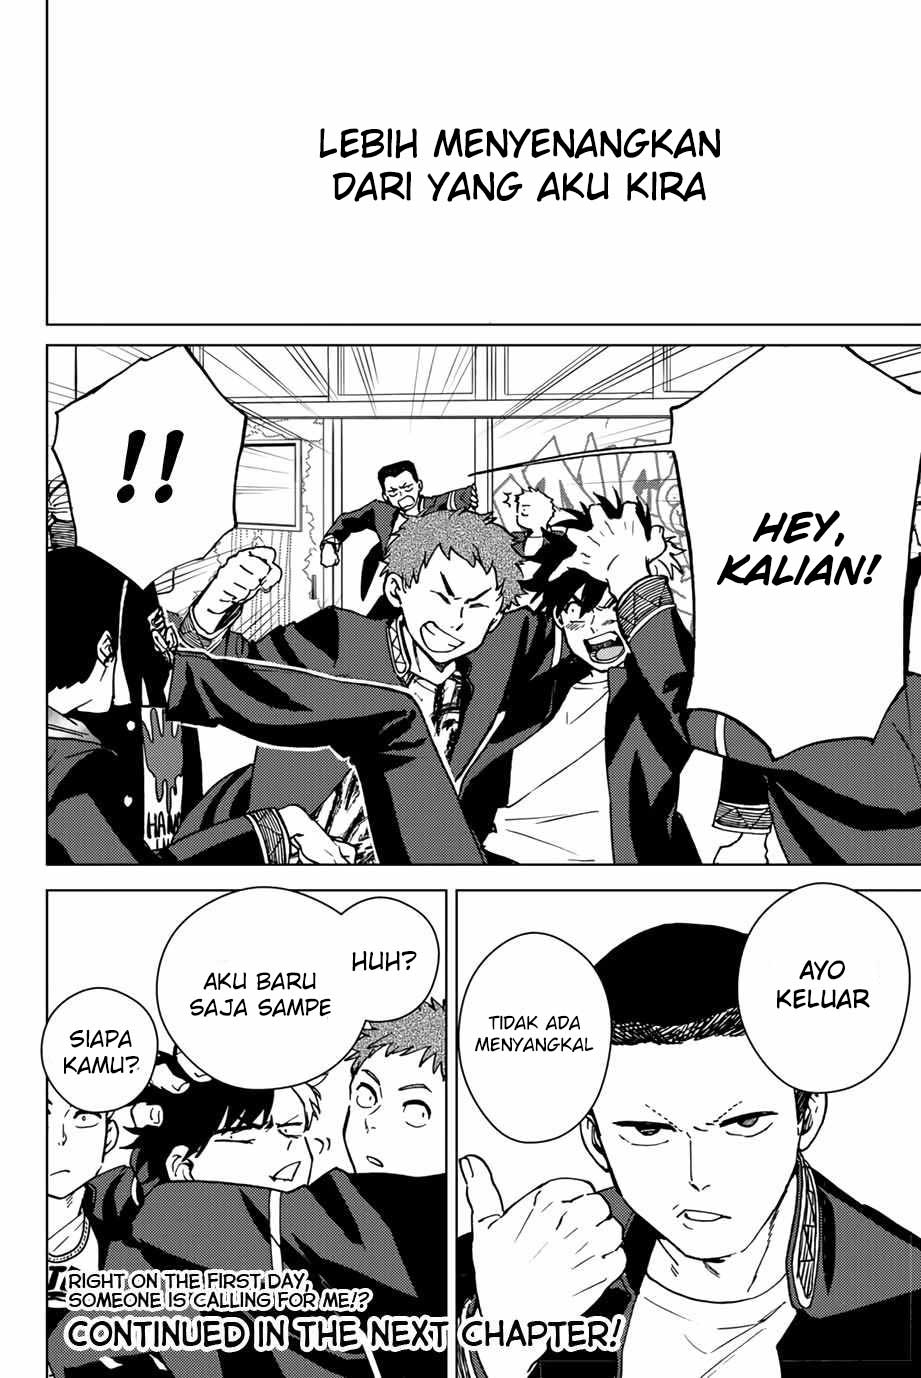 LEBIH MENYENANGKAN
DARI YANG AKU KIRA
HEY,
KALIAN!
!!
AYO
KELUAR
TIDAK ADA
MENYANGKAL
HUH?
AKU BARU
SAJA SAMPE
SIAPA
KAMU?
RIGHT ON THE FIRST DAY,
SOMEONE IS CALLING FOR ME!?
CONTINUED IN THE NEXT CHAPTER!